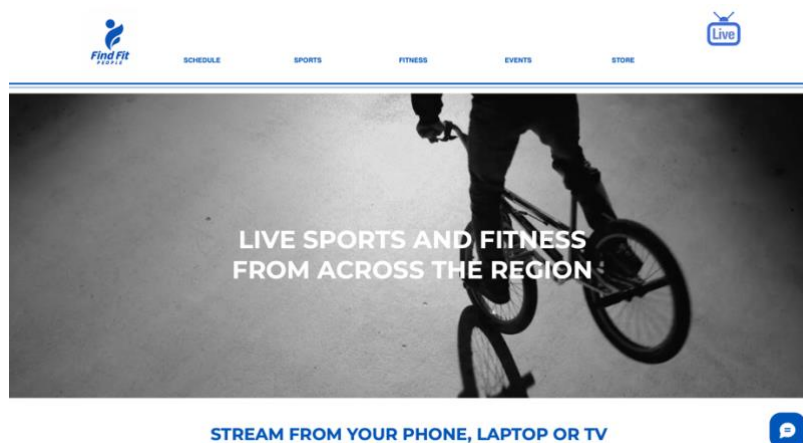 Find Fit
PEOPLE
Live
SCHEDULE
SPORTS
FITNESS
EVENTS
STORE
LIVE SPORTS AND FITNESS
FROM ACROSS THE REGION
STREAM FROM YOUR PHONE, LAPTOP OR TV